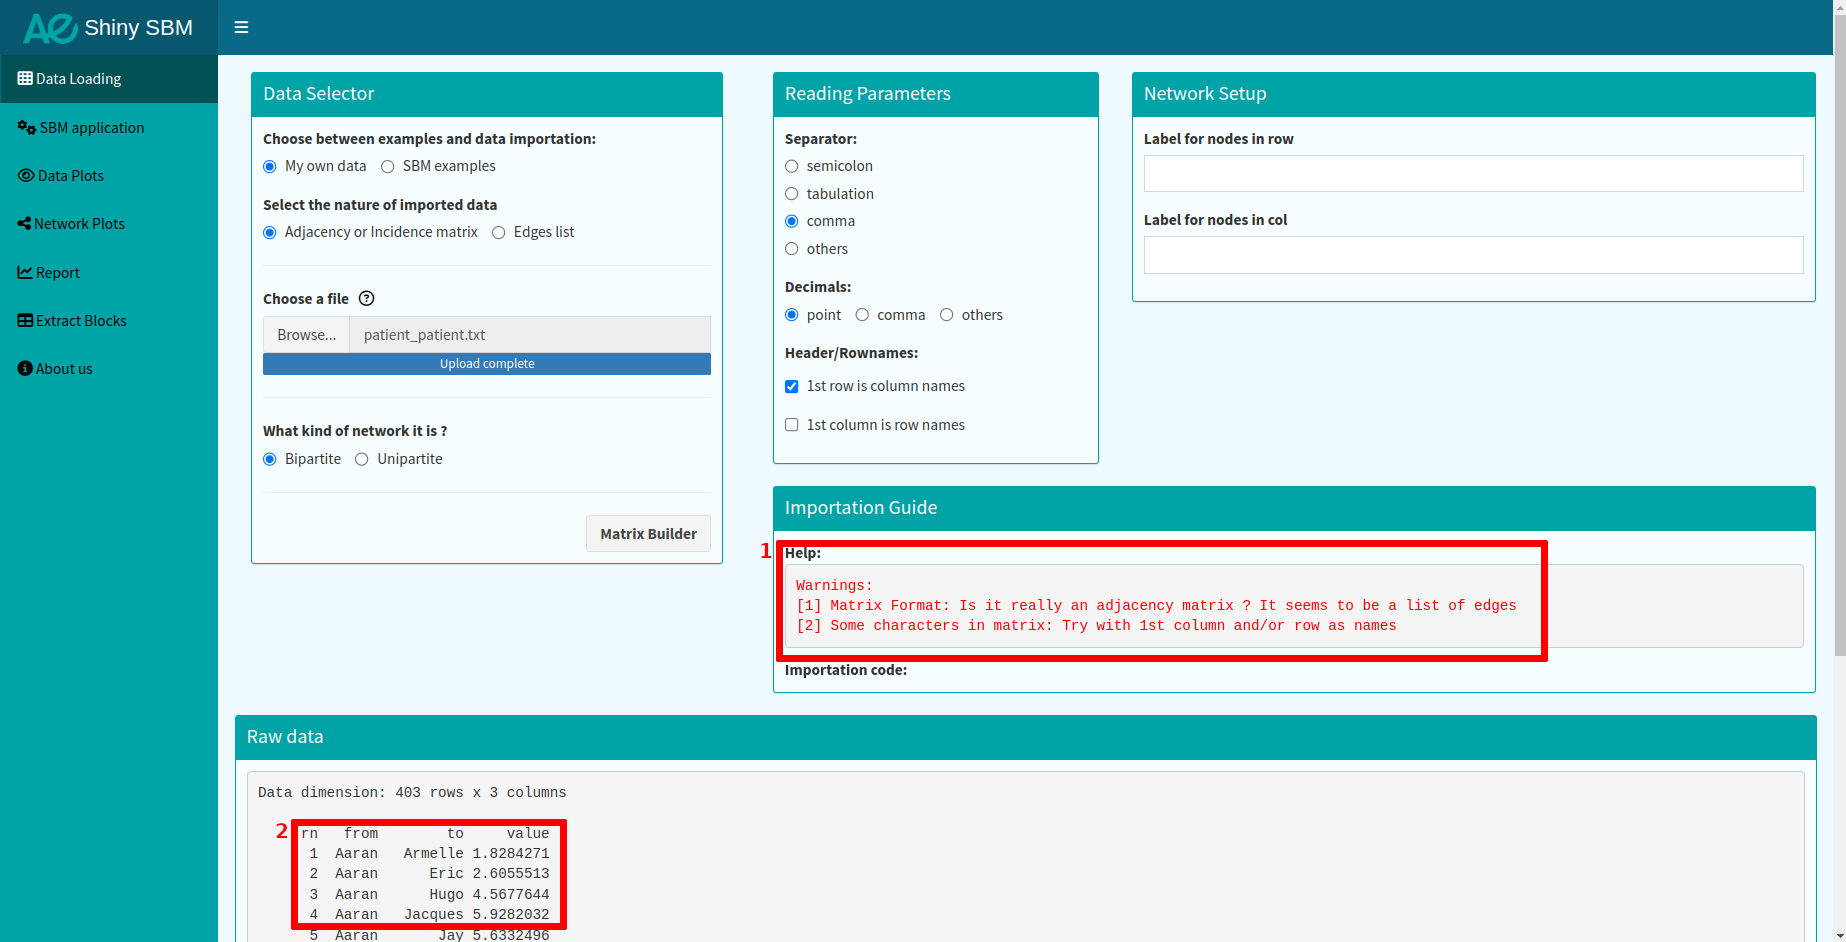 Shiny SBM
Data Loading
SBM application
Data Plots
Network Plots
Report
Extract Blocks
About us
Data Selector
Choose between examples and data importation:
My own data SBM examples
Select the nature of imported data
Adjacency or Incidence matrix Edges list
Choose a file ?
Browse... patient_patient.txt
Upload complete
What kind of network it is ?
Bipartite Unipartite
Matrix Builder
Reading Parameters
Separator:
semicolon
tabulation
comma
others
Decimals:
point comma others
Header/Rownames:
1st row is column names
1st column is row names
Network Setup
Label for nodes in row
Label for nodes in col
Importation Guide
1
Help:
Warnings:
[1] Matrix Format: Is it really an adjacency matrix ? It seems to be a list of edges
[2] Some characters in matrix: Try with 1st column and/or row as names
Importation code:
Raw data
Data dimension: 403 rows x 3 columns
2
rn from to value
1 Aaran Armelle 1.8284271
2 Aaran Eric 2.6055513
3 Aaran Hugo 4.5677644
4 Aaran Jacques 5.9282032
5 Aaran Jay 5.6332496